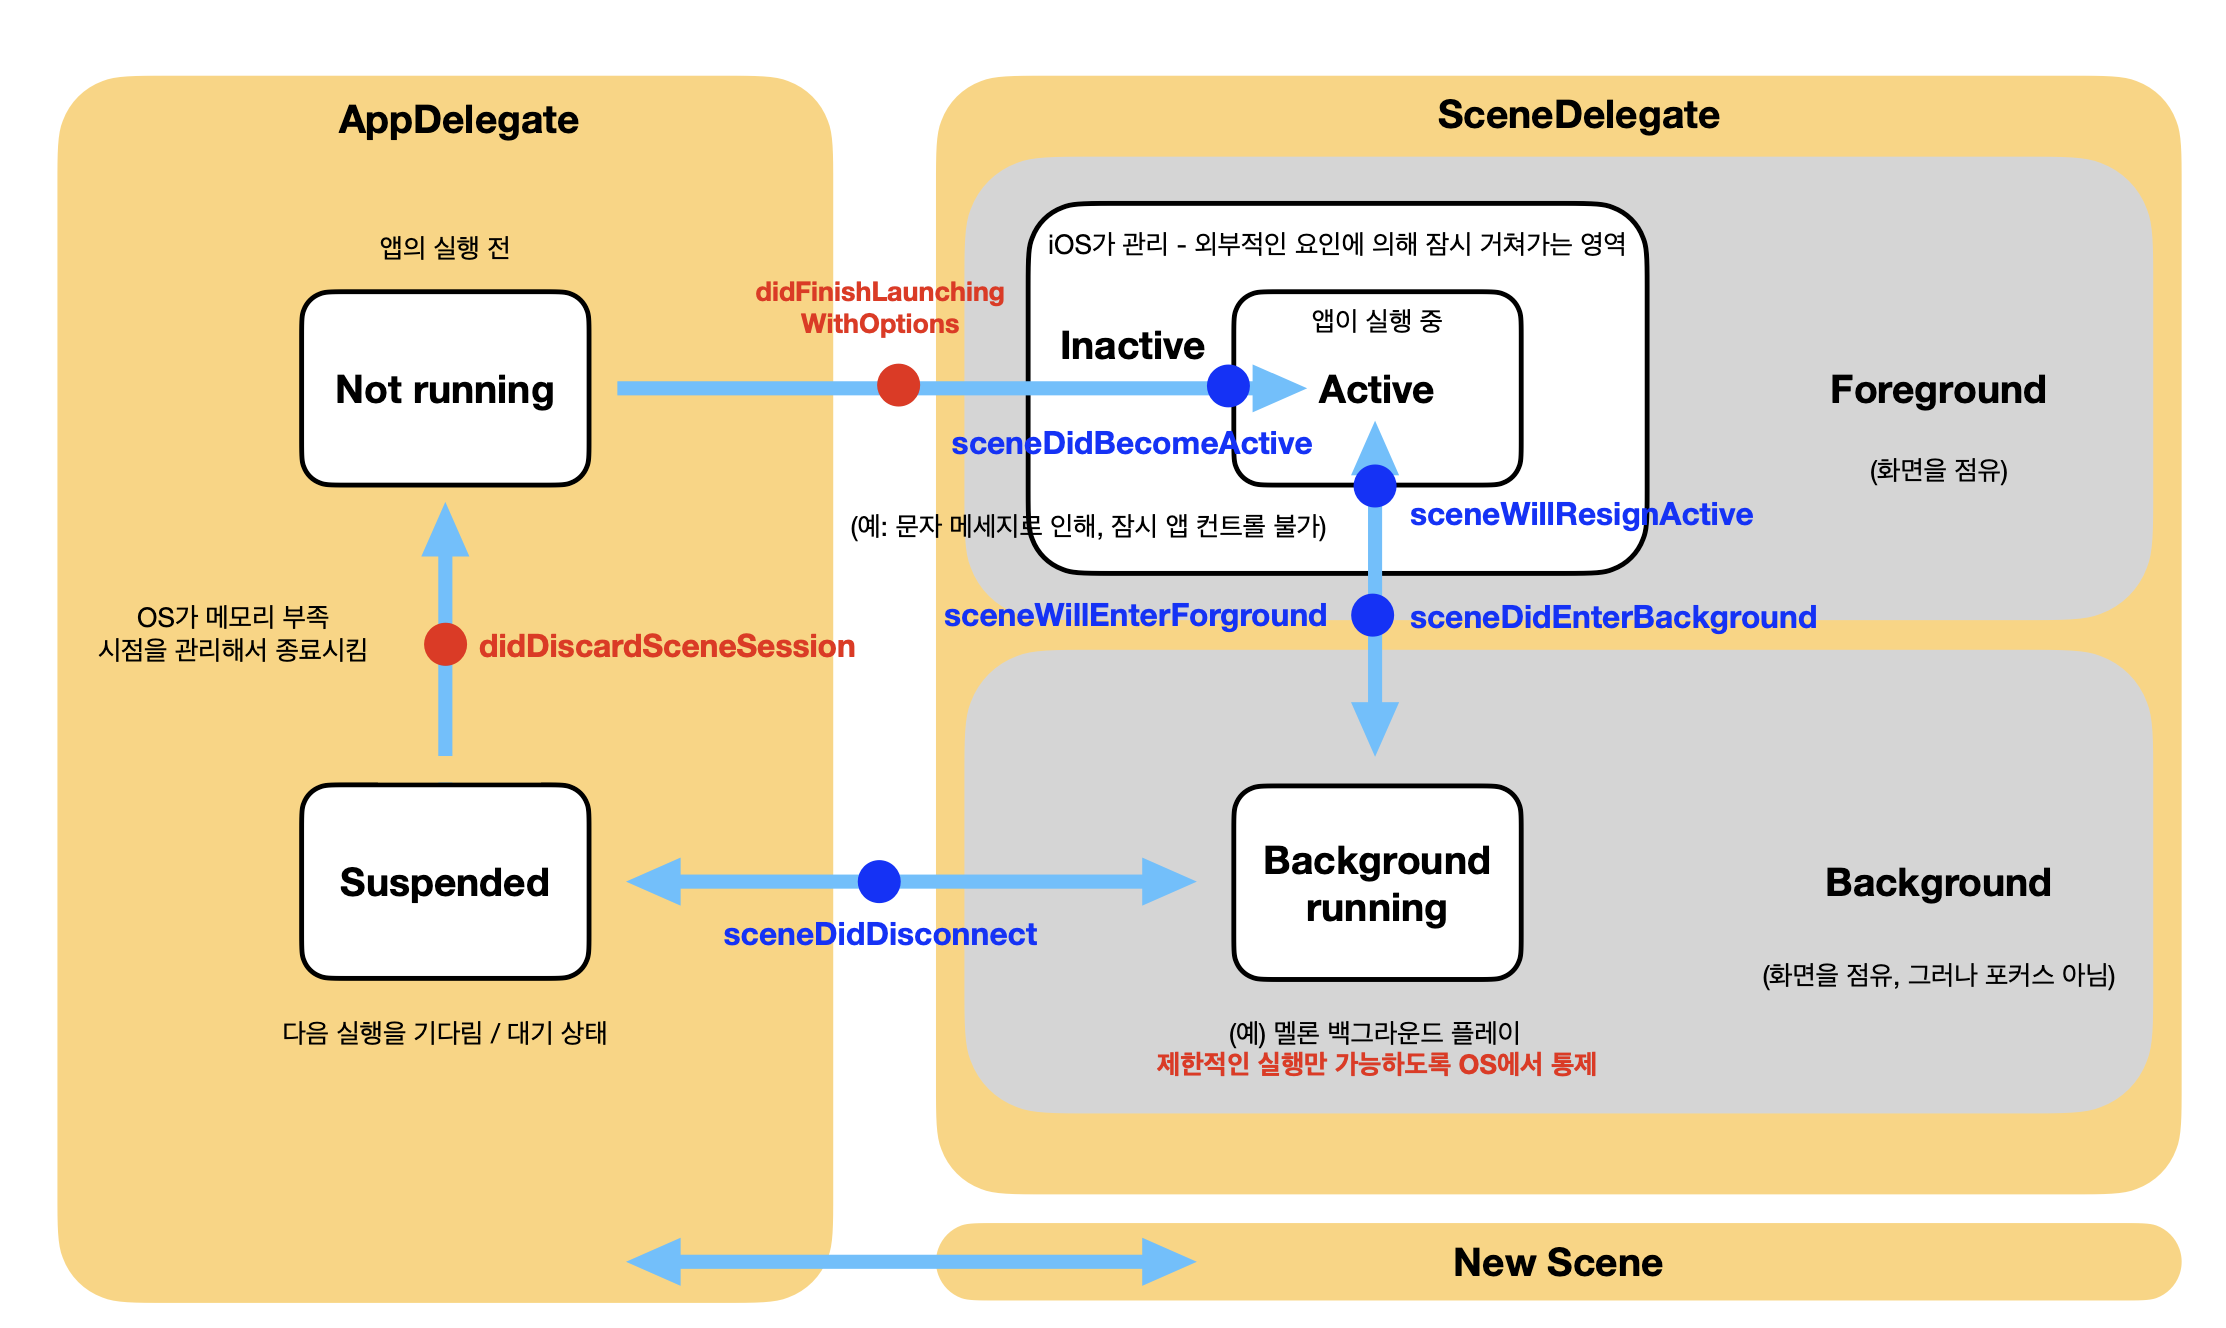 AppDelegate
앱의 실행 전
Not running
didFinishLaunching
WithOptions
OS가 메모리 부족
시점을 관리해서 종료시킴
didDiscardSceneSession
Suspended
다음 실행을 기다림 / 대기 상태
sceneDidDisconnect
SceneDelegate
iOS가 관리 - 외부적인 요인에 의해 잠시 거쳐가는 영역
앱이 실행 중
Inactive
Active
sceneDidBecomeActive
(예: 문자 메세지로 인해, 잠시 앱 컨트롤 불가)
sceneWillResignActive
Foreground
(화면을 점유)
sceneWillEnterForground
sceneDidEnterBackground
Background
running
(예) 멜론 백그라운드 플레이
제한적인 실행만 가능하도록 OS에서 통제
Background
(화면을 점유, 그러나 포커스 아님)
New Scene